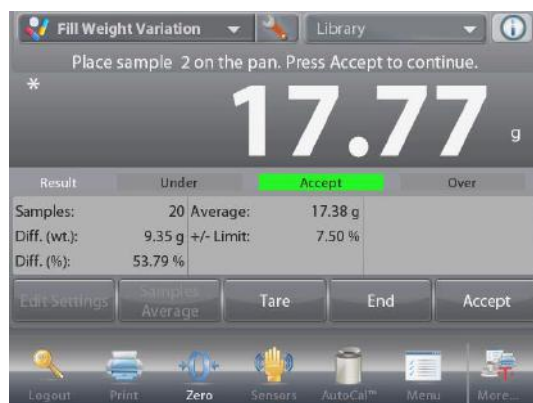 Fill Weight Variation Library
Place sample 2 on the pan. Press Accept to continue.
*
17.77 g
Result Under Accept Over
Samples: 20 Average: 17.38 g
Diff. (wt.): 9.35 g +/- Limit: 7.50 %
Diff. (%): 53.79 %
Edit Settings Samples Average Tare End Accept
Logout Print Zero Sensors AutoCal™ Menu More...